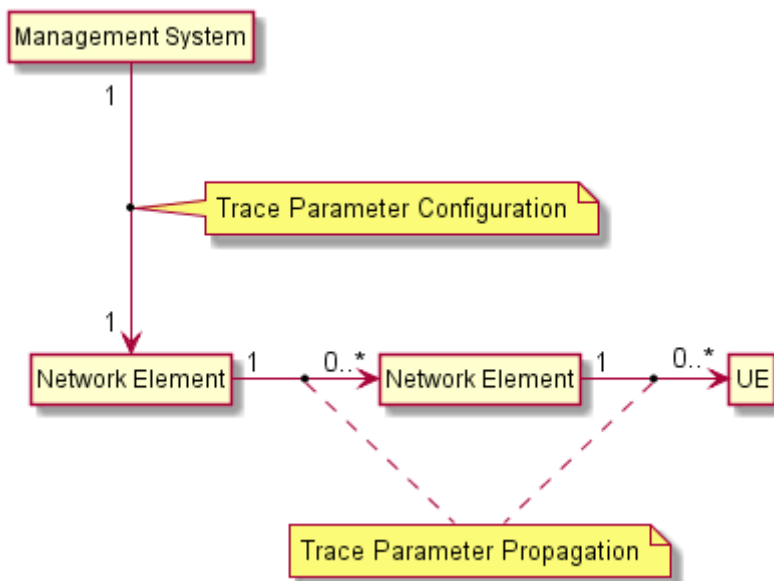 Management System
1
Trace Parameter Configuration
1
Network Element
1
0..*
Network Element
1
0..*
UE
Trace Parameter Propagation